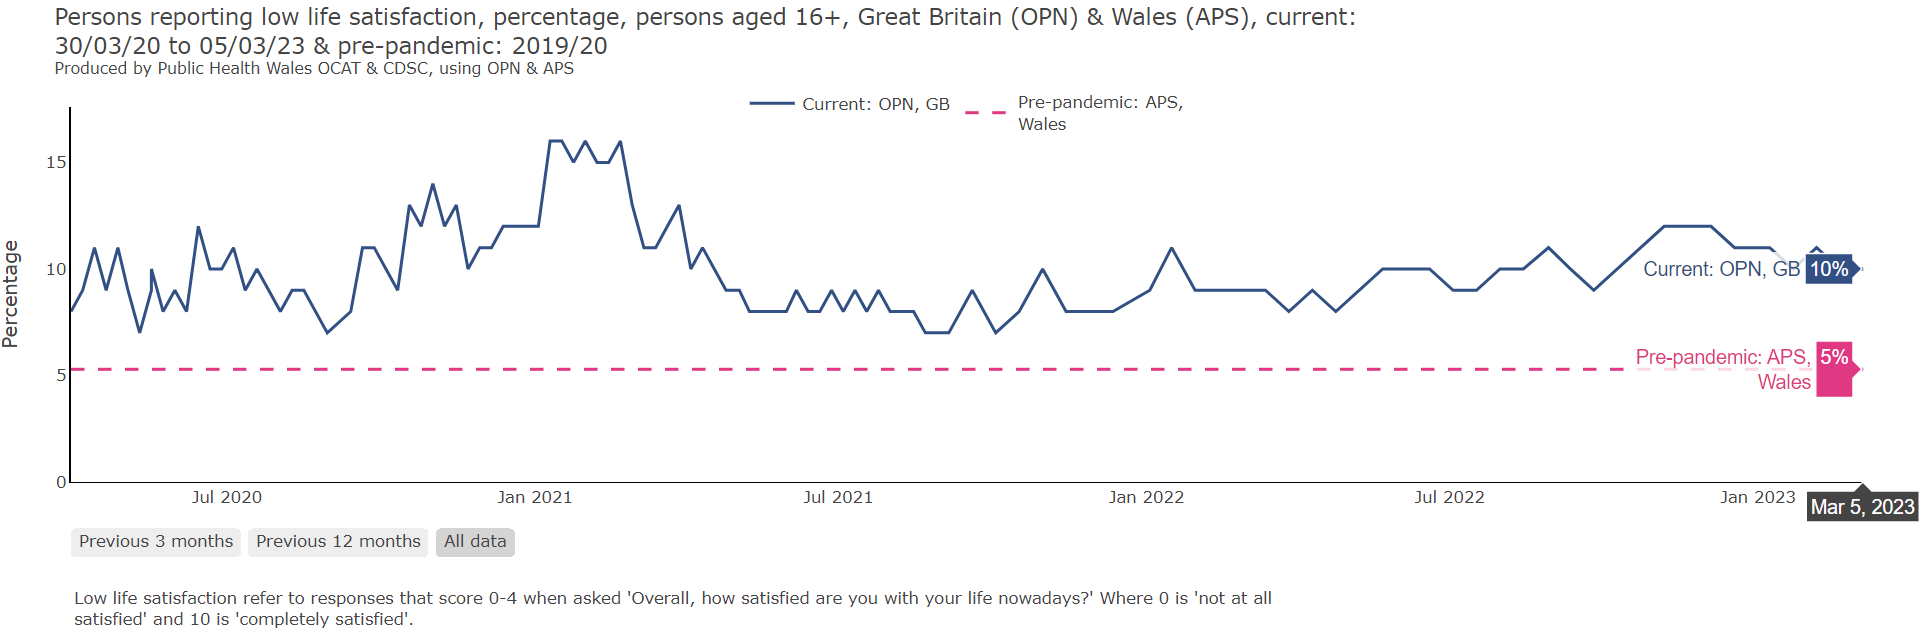 Persons reporting low life satisfaction, percentage, persons aged 16+, Great Britain (OPN) & Wales (APS), current:
30/03/20 to 05/03/23 & pre-pandemic: 2019/20
Produced by Public Health Wales OCAT & CDSC, using OPN & APS
Current: OPN, GB
Pre-pandemic: APS,
Wales
Percentage
15
10
5
0
Current: OPN, GB 10%
Pre-pandemic: APS, 5%
Wales
Jul 2020
Jan 2021
Jul 2021
Jan 2022
Jul 2022
Jan 2023
Mar 5, 2023
Previous 3 months
Previous 12 months
All data
Low life satisfaction refer to responses that score 0-4 when asked 'Overall, how satisfied are you with your life nowadays?' Where 0 is 'not at all
satisfied' and 10 is 'completely satisfied'.